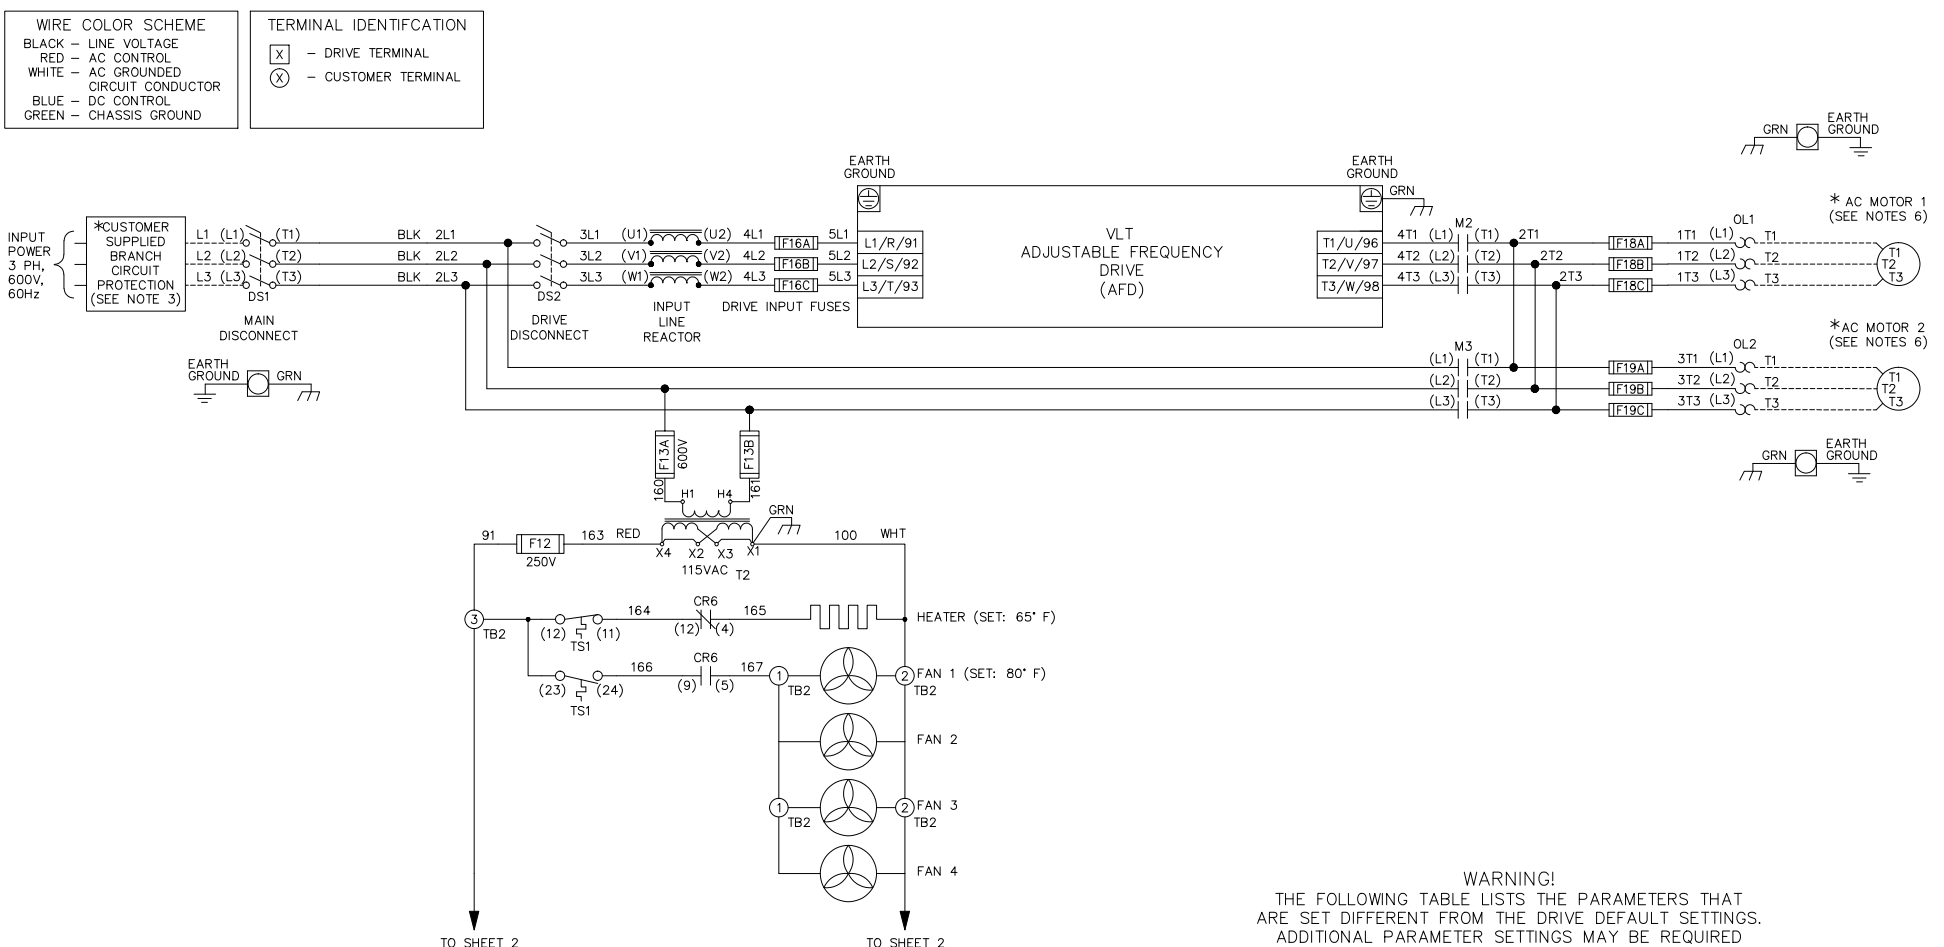 WIRE COLOR SCHEME
BLACK – LINE VOLTAGE
RED – AC CONTROL
WHITE – AC GROUNDED
CIRCUIT CONDUCTOR
BLUE – DC CONTROL
GREEN – CHASSIS GROUND
TERMINAL IDENTIFCATION
X – DRIVE TERMINAL
X – CUSTOMER TERMINAL
GRN
EARTH
GROUND
EARTH
GROUND
EARTH
GROUND
GRN
INPUT
POWER
3 PH,
600V,
60Hz
*CUSTOMER
SUPPLIED
BRANCH
CIRCUIT
PROTECTION
(SEE NOTE 3)
L1 (L1) (T1) BLK 2L1 3L1 (U1) (U2) 4L1 F16A 5L1 L1/R/91
L2 (L2) (T2) BLK 2L2 3L2 (V1) (V2) 4L2 F16B 5L2 L2/S/92
L3 (L3) (T3) BLK 2L3 3L3 (W1) (W2) 4L3 F16C 5L3 L3/T/93
DS1
MAIN
DISCONNECT
DS2
DRIVE
DISCONNECT
INPUT
LINE
REACTOR
DRIVE INPUT FUSES
VLT
ADJUSTABLE FREQUENCY
DRIVE
(AFD)
M2
OL1
* AC MOTOR 1
(SEE NOTES 6)
T1/U/96 4T1 (L1) (T1) 2T1 F18A 1T1 (L1) T1
T2/V/97 4T2 (L2) (T2) 2T2 F18B 1T2 (L2) T2
T3/W/98 4T3 (L3) (T3) 2T3 F18C 1T3 (L3) T3
T1
T2
T3
EARTH
GROUND
GRN
M3
OL2
* AC MOTOR 2
(SEE NOTES 6)
(L1) (T1) F19A 3T1 (L1) T1
(L2) (T2) F19B 3T2 (L2) T2
(L3) (T3) F19C 3T3 (L3) T3
T1
T2
T3
GRN
EARTH
GROUND
F13A
600V
F13B
160
161
H1 H4
GRN
91 F12 163 RED
250V
X4 X2 X3 X1
115VAC T2
100 WHT
3
TB2
(12) (11)
TS1
164
CR6
(12) (4)
165
HEATER (SET: 65° F)
(23) (24)
TS1
166
CR6
(9) (5)
167
1
TB2
2
TB2
FAN 1 (SET: 80° F)
FAN 2
1
TB2
2
TB2
FAN 3
FAN 4
TO SHEET 2
TO SHEET 2
WARNING!
THE FOLLOWING TABLE LISTS THE PARAMETERS THAT
ARE SET DIFFERENT FROM THE DRIVE DEFAULT SETTINGS.
ADDITIONAL PARAMETER SETTINGS MAY BE REQUIRED